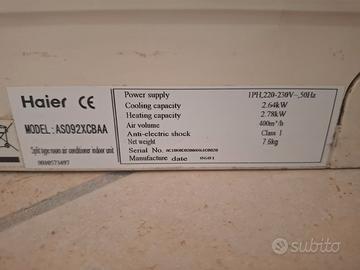 Haier CE
MODEL: AS092XCBAA
Split type room air conditioner indoor unit
Power supply 1PH,220-230V~,50Hz
Cooling capacity 2.64kW
Heating capacity 2.78kW
Air volume 400m³/h
Anti-electric shock Class I
Net weight 7.6kg
Serial No.
Manufacture date 0601
subito